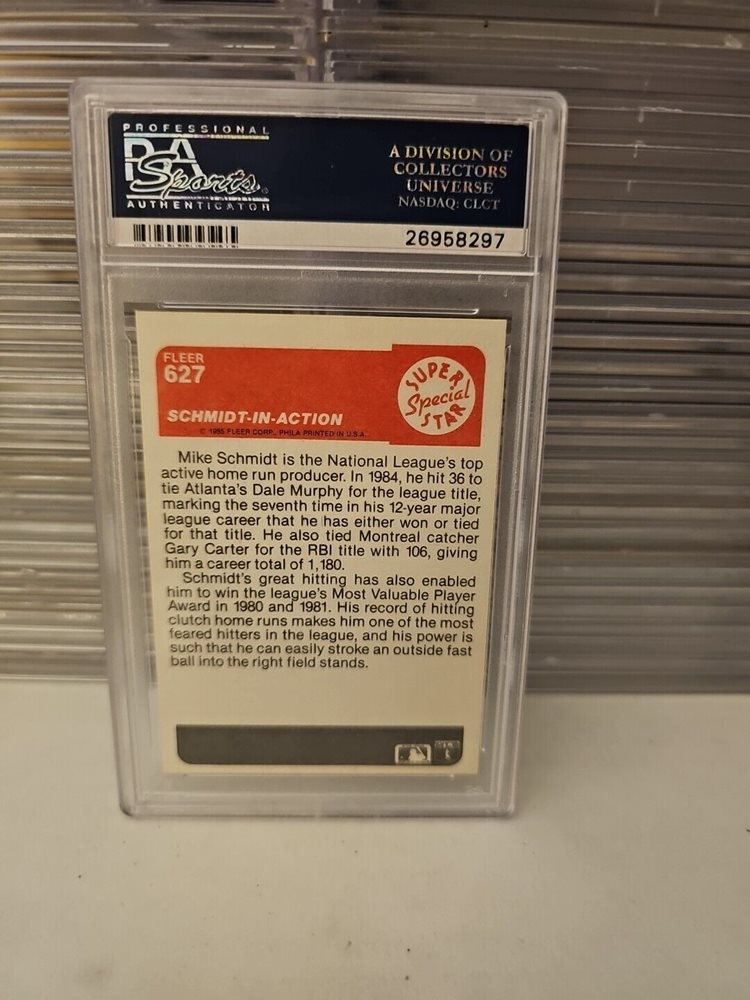 PROFESSIONAL
PSA
Sports
AUTHENTICATOR
A DIVISION OF
COLLECTORS
UNIVERSE
NASDAQ: CLCT
26958297
FLEER
627
SUPER
Special
STAR
SCHMIDT-IN-ACTION
© 1985 FLEER CORP., PHILA PRINTED IN U.S.A.
Mike Schmidt is the National League's top
active home run producer. In 1984, he hit 36 to
tie Atlanta's Dale Murphy for the league title,
marking the seventh time in his 12-year major
league career that he has either won or tied
for that title. He also tied Montreal catcher
Gary Carter for the RBI title with 106, giving
him a career total of 1,180.
Schmidt's great hitting has also enabled
him to win the league's Most Valuable Player
Award in 1980 and 1981. His record of hitting
clutch home runs makes him one of the most
feared hitters in the league, and his power is
such that he can easily stroke an outside fast
ball into the right field stands.